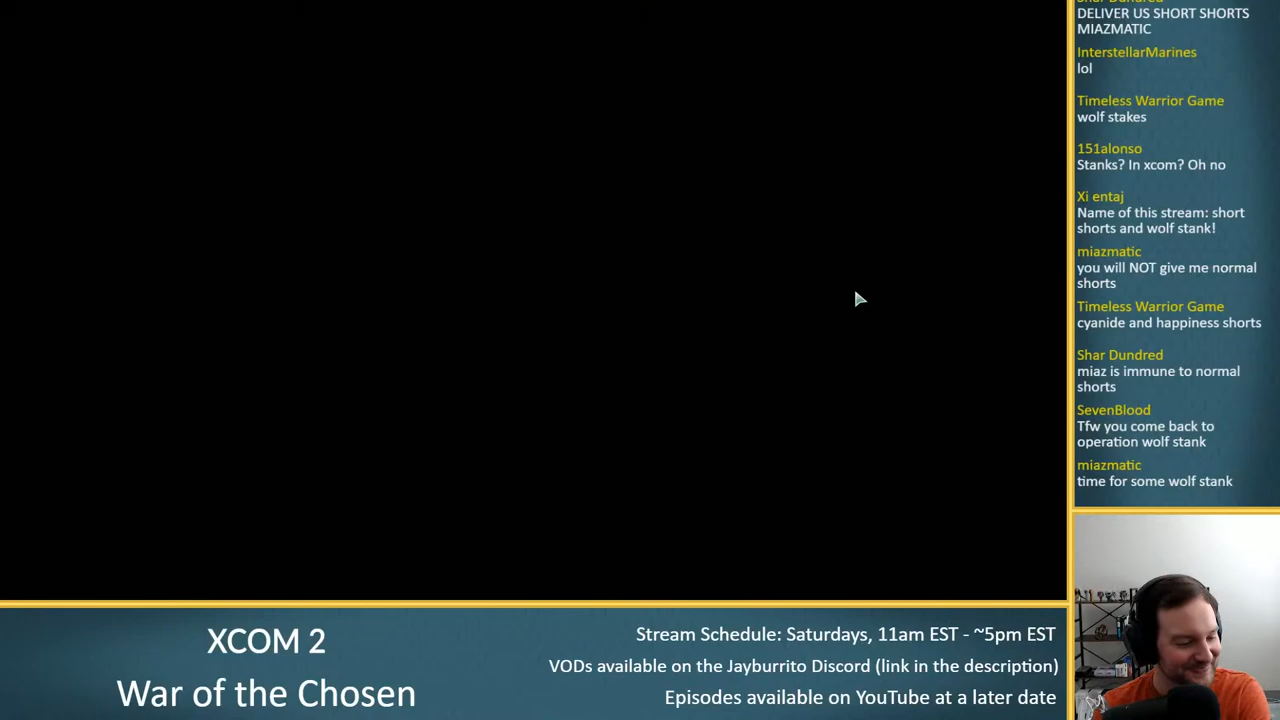 Shar Dundred
DELIVER US SHORT SHORTS
MIAZMATIC
InterstellarMarines
lol
Timeless Warrior Game
wolf stakes
151alonso
Stanks? In xcom? Oh no
Xi entaj
Name of this stream: short
shorts and wolf stank!
miazmatic
you will NOT give me normal
shorts
Timeless Warrior Game
cyanide and happiness shorts
Shar Dundred
miaz is immune to normal
shorts
SevenBlood
Tfw you come back to
operation wolf stank
miazmatic
time for some wolf stank
XCOM 2
War of the Chosen
Stream Schedule: Saturdays, 11am EST - ~5pm EST
VODs available on the Jayburrito Discord (link in the description)
Episodes available on YouTube at a later date